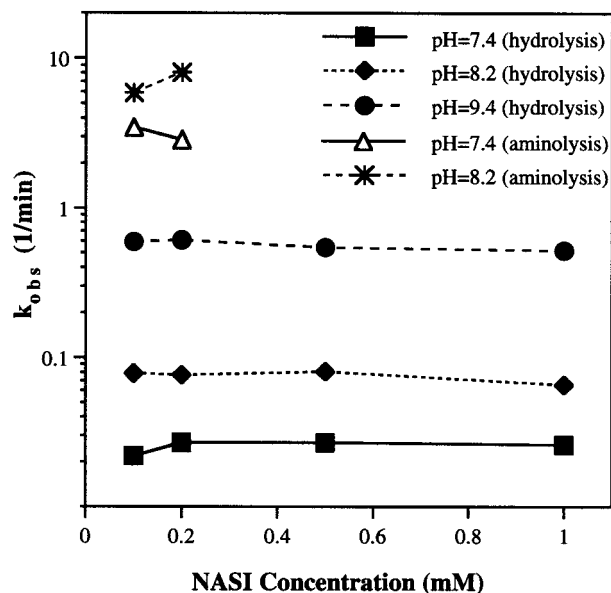 10
1
0.1
k obs (1/min)
pH=7.4 (hydrolysis)
pH=8.2 (hydrolysis)
pH=9.4 (hydrolysis)
pH=7.4 (aminolysis)
pH=8.2 (aminolysis)
0 0.2 0.4 0.6 0.8 1
NASI Concentration (mM)